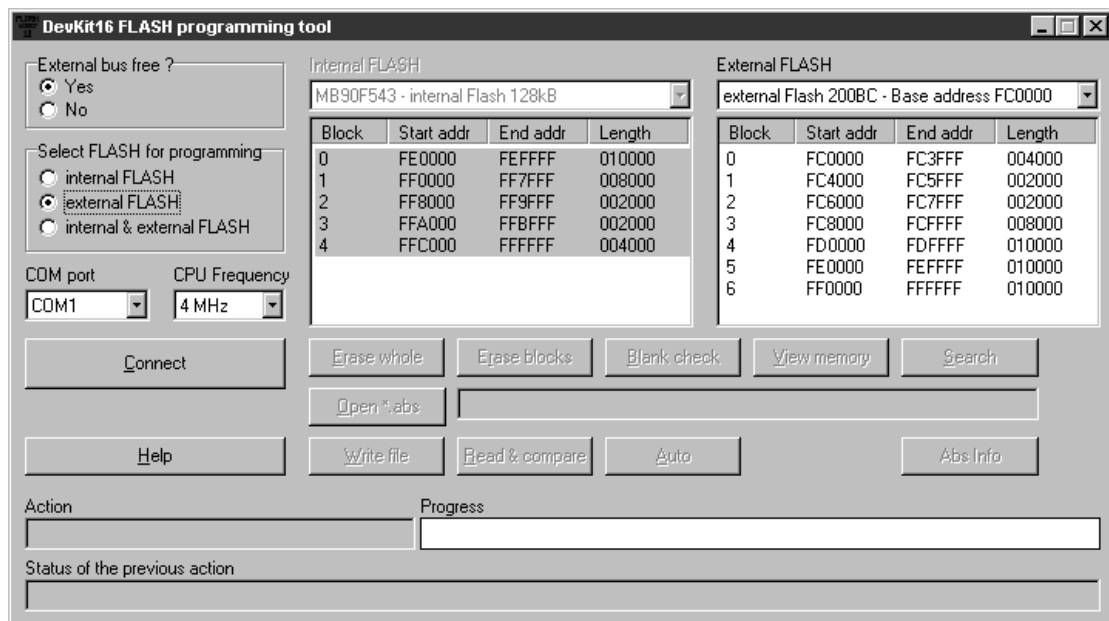 DevKit16 FLASH programming tool
External bus free ?
Yes
No
Select FLASH for programming
internal FLASH
external FLASH
internal & external FLASH
COM port CPU Frequency
COM1 4 MHz
Connect
Help
Internal FLASH
MB90F543 - internal Flash 128kB
Block Start addr End addr Length
0 FE0000 FEFFFF 010000
1 FF0000 FF7FFF 008000
2 FF8000 FF9FFF 002000
3 FFA000 FFBFFF 002000
4 FFC000 FFFFFF 004000
External FLASH
external Flash 200BC - Base address FC0000
Block Start addr End addr Length
0 FC0000 FC3FFF 004000
1 FC4000 FC5FFF 002000
2 FC6000 FC7FFF 002000
3 FC8000 FCFFFF 008000
4 FD0000 FDFFFF 010000
5 FE0000 FEFFFF 010000
6 FF0000 FFFFFF 010000
Erase whole Erase blocks Blank check View memory Search
Open *.abs
Write file Read & compare Auto Abs Info
Action Progress
Status of the previous action